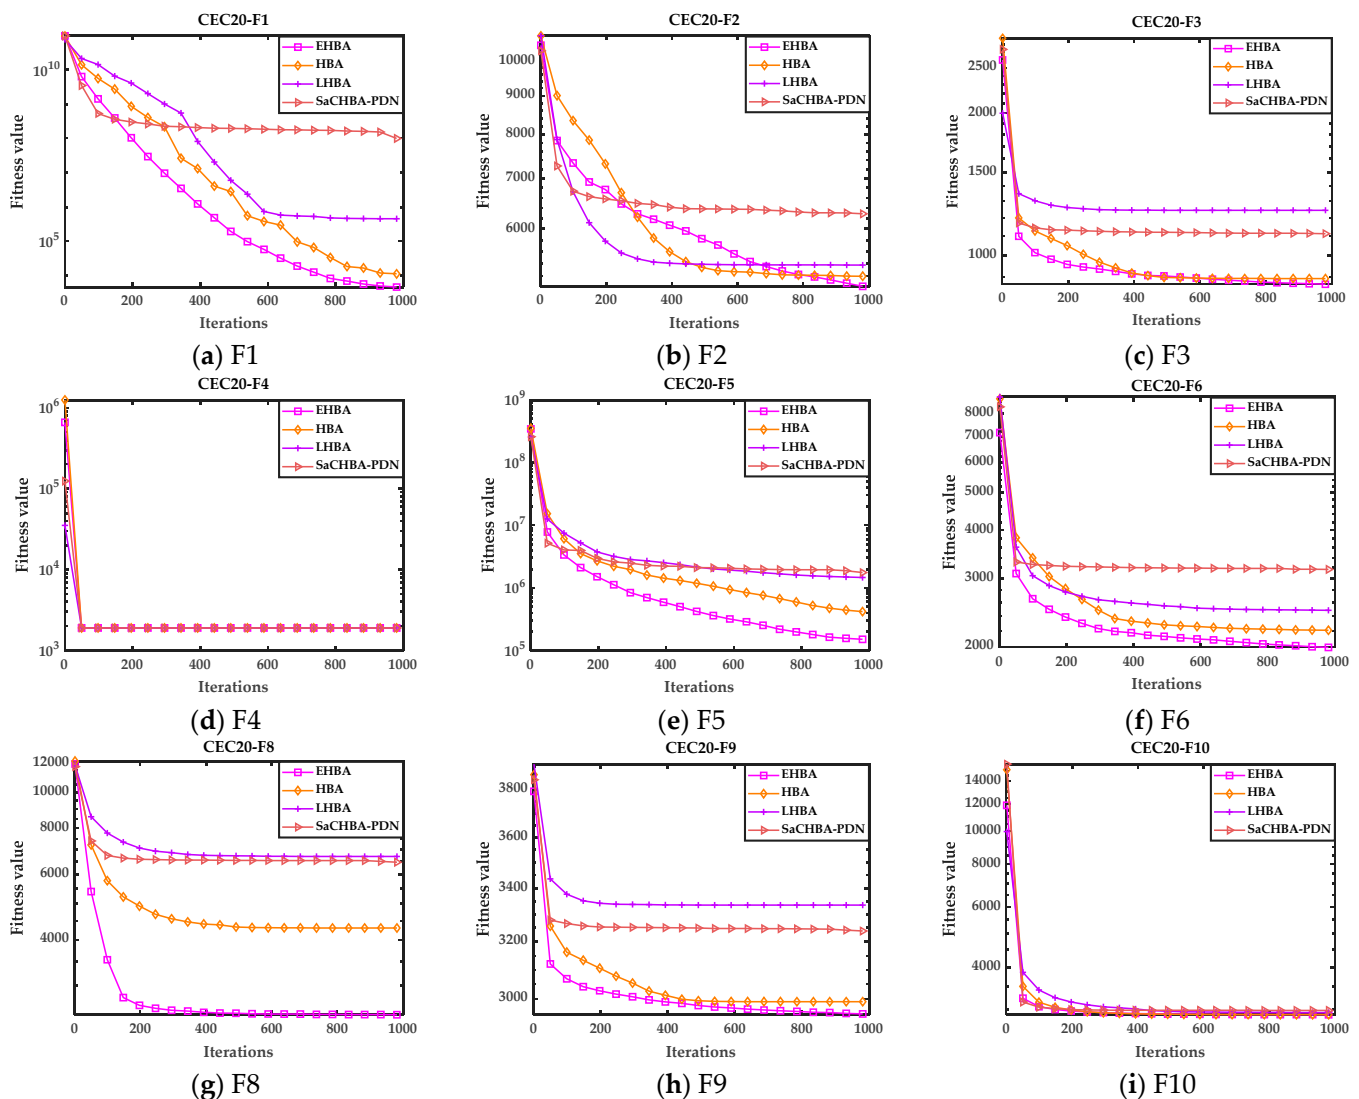 CEC20-F1
EHBA
HBA
LHBA
SaCHBA-PDN
10^10
10^5
Fitness value
0 200 400 600 800 1000
Iterations
(a) F1
CEC20-F2
EHBA
HBA
LHBA
SaCHBA-PDN
10000
9000
8000
7000
6000
Fitness value
0 200 400 600 800 1000
Iterations
(b) F2
CEC20-F3
EHBA
HBA
LHBA
SaCHBA-PDN
2500
2000
1500
1000
Fitness value
0 200 400 600 800 1000
Iterations
(c) F3
CEC20-F4
EHBA
HBA
LHBA
SaCHBA-PDN
10^6
10^5
10^4
10^3
Fitness value
0 200 400 600 800 1000
Iterations
(d) F4
CEC20-F5
EHBA
HBA
LHBA
SaCHBA-PDN
10^9
10^8
10^7
10^6
10^5
Fitness value
0 200 400 600 800 1000
Iterations
(e) F5
CEC20-F6
EHBA
HBA
LHBA
SaCHBA-PDN
8000
7000
6000
5000
4000
3000
2000
Fitness value
0 200 400 600 800 1000
Iterations
(f) F6
CEC20-F8
EHBA
HBA
LHBA
SaCHBA-PDN
12000
10000
8000
6000
4000
Fitness value
0 200 400 600 800 1000
Iterations
(g) F8
CEC20-F9
EHBA
HBA
LHBA
SaCHBA-PDN
3800
3600
3400
3200
3000
Fitness value
0 200 400 600 800 1000
Iterations
(h) F9
CEC20-F10
EHBA
HBA
LHBA
SaCHBA-PDN
14000
12000
10000
8000
6000
4000
Fitness value
0 200 400 600 800 1000
Iterations
(i) F10